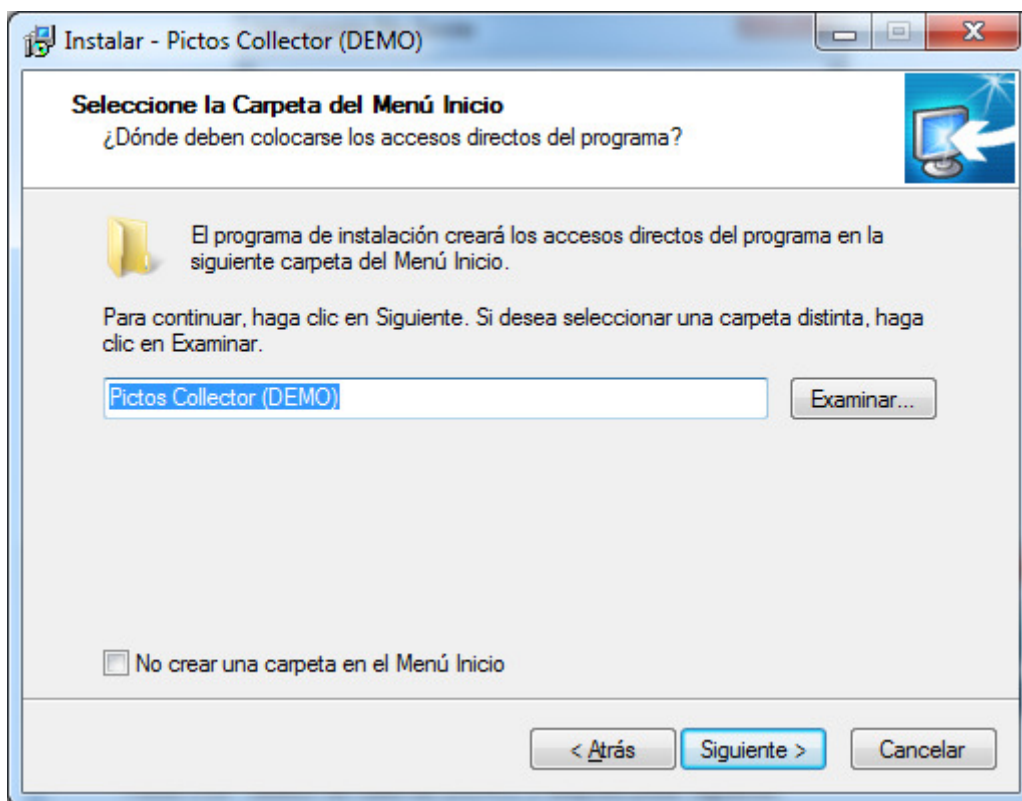 Instalar - Pictos Collector (DEMO)
Seleccione la Carpeta del Menú Inicio
¿Dónde deben colocarse los accesos directos del programa?
El programa de instalación creará los accesos directos del programa en la
siguiente carpeta del Menú Inicio.
Para continuar, haga clic en Siguiente. Si desea seleccionar una carpeta distinta, haga
clic en Examinar.
Pictos Collector (DEMO)
Examinar...
No crear una carpeta en el Menú Inicio
< Atrás
Siguiente >
Cancelar